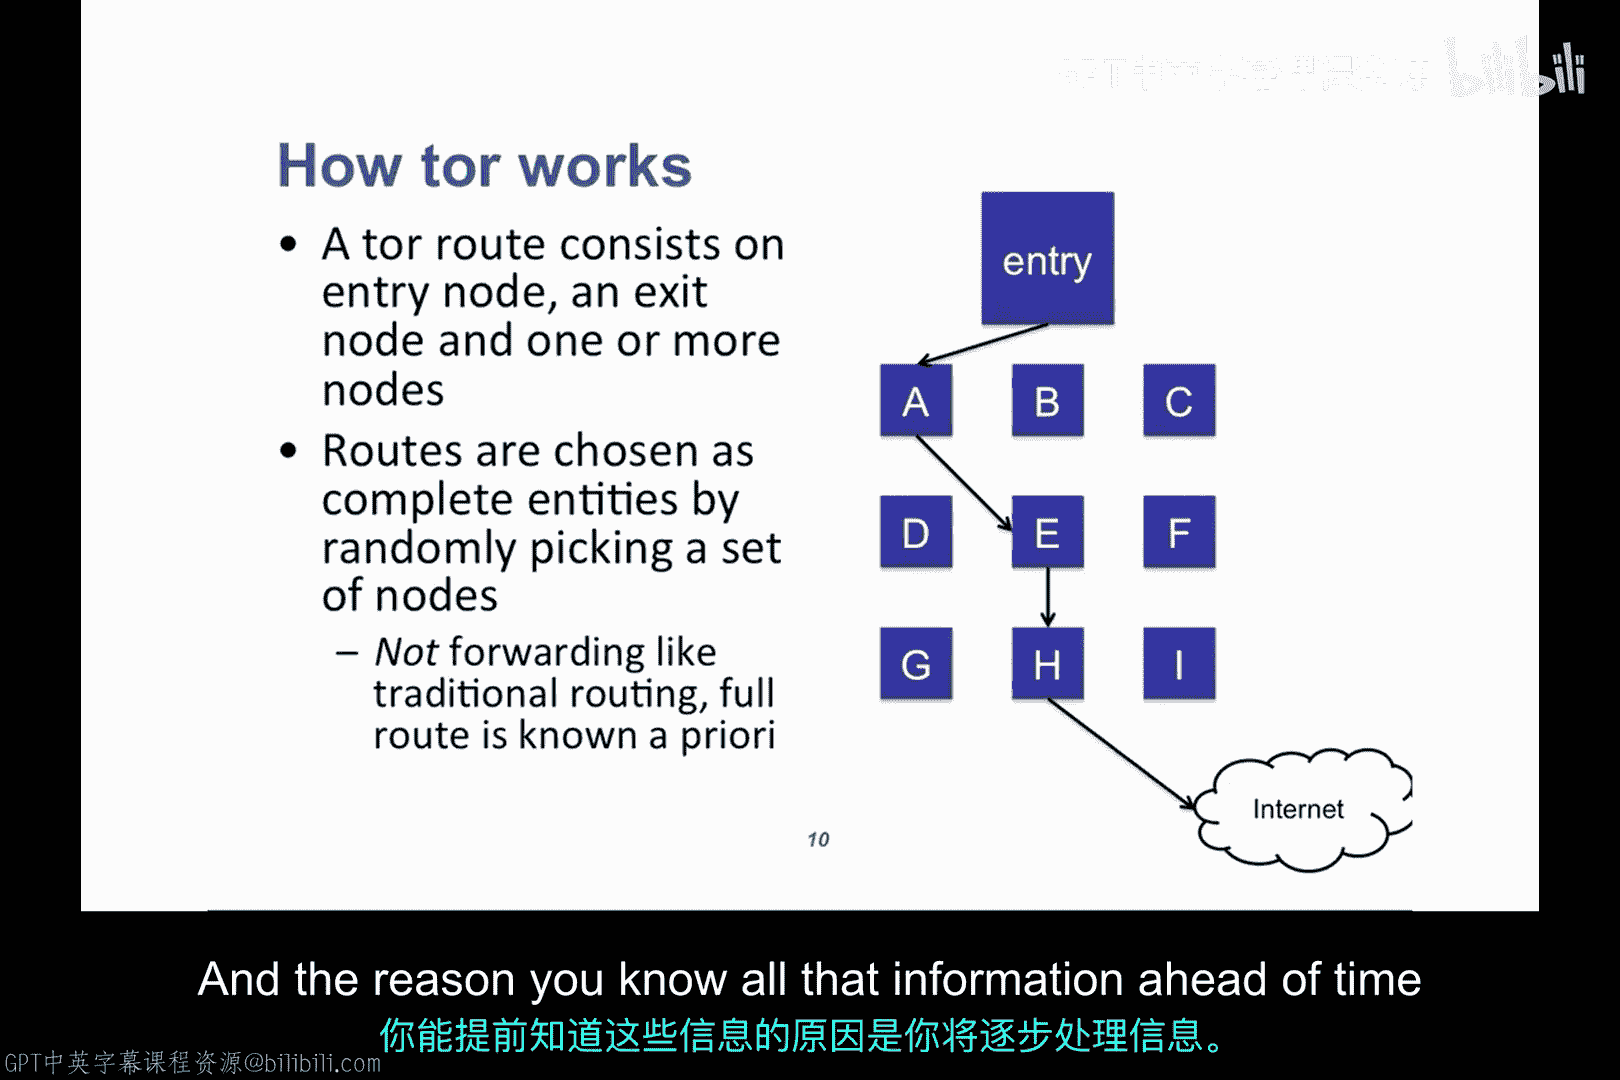 bilibili
How tor works
• A tor route consists on
entry node, an exit
node and one or more
nodes
• Routes are chosen as
complete entities by
randomly picking a set
of nodes
– Not forwarding like
traditional routing, full
route is known a priori
entry
A B C
D E F
G H I
Internet
10
And the reason you know all that information ahead of time
你能提前知道这些信息的原因是你将逐步处理信息。
GPT中英字幕课程资源@bilibili.com